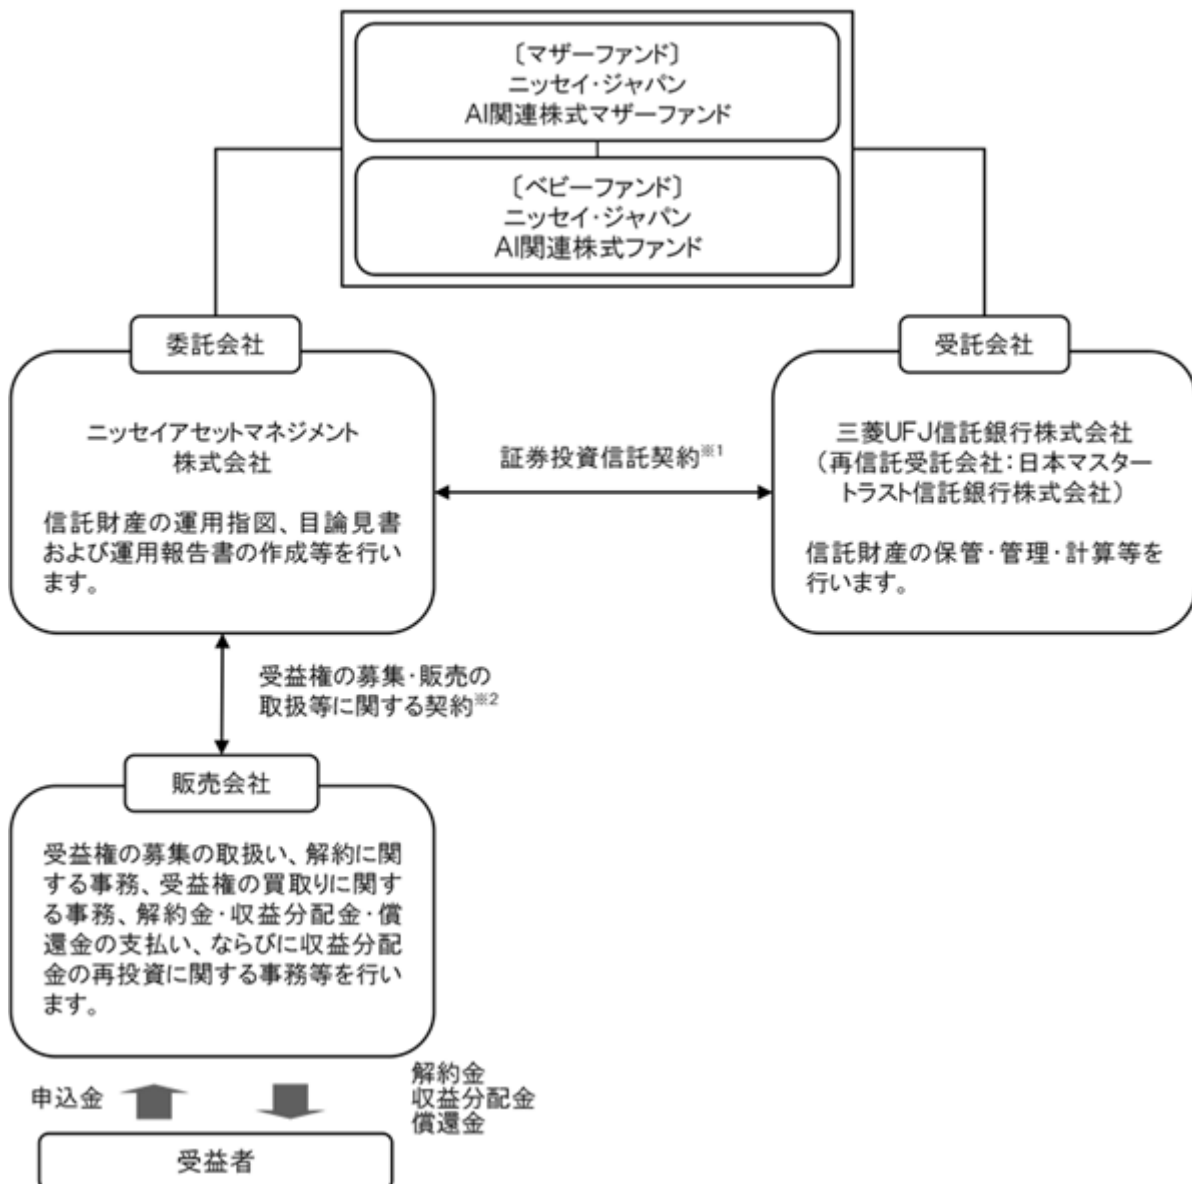 〔マザーファンド〕
ニッセイ・ジャパン
AI関連株式マザーファンド
〔ベビーファンド〕
ニッセイ・ジャパン
AI関連株式ファンド
委託会社
ニッセイアセットマネジメント
株式会社
信託財産の運用指図、目論見書
および運用報告書の作成等を行い
ます。
証券投資信託契約※1
受託会社
三菱UFJ信託銀行株式会社
（再信託受託会社：日本マスター
トラスト信託銀行株式会社）
信託財産の保管・管理・計算等を
行います。
受益権の募集・販売の
取扱等に関する契約※2
販売会社
受益権の募集の取扱い、解約に関
する事務、受益権の買取りに関す
る事務、解約金・収益分配金・償
還金の支払い、ならびに収益分配
金の再投資に関する事務等を行い
ます。
申込金
解約金
収益分配金
償還金
受益者